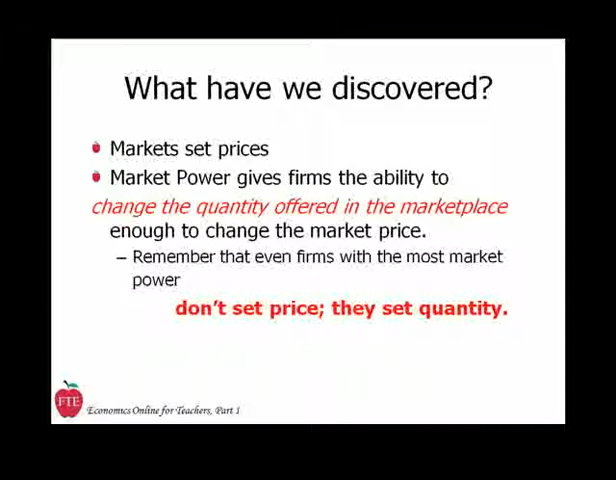 What have we discovered?
Markets set prices
Market Power gives firms the ability to
change the quantity offered in the marketplace
enough to change the market price.
– Remember that even firms with the most market
power
don't set price; they set quantity.
FTE
Economics Online for Teachers, Part 1